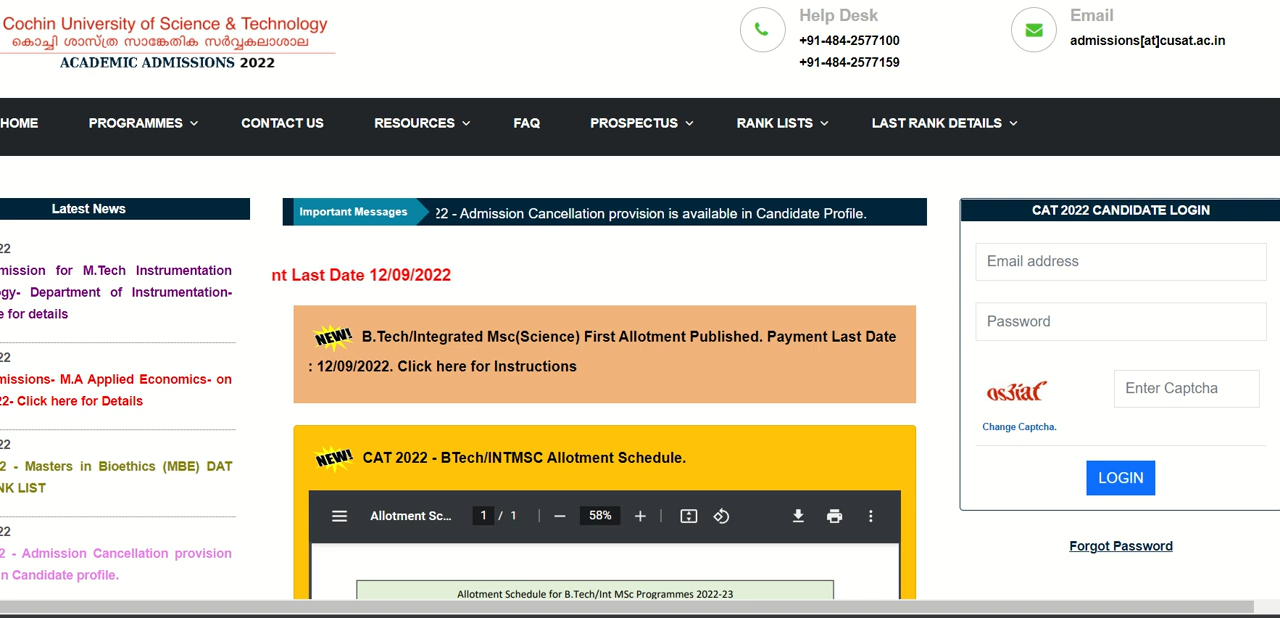 Cochin University of Science & Technology
കൊച്ചി ശാസ്ത്ര സാങ്കേതിക സർവ്വകലാശാല
ACADEMIC ADMISSIONS 2022
Help Desk
+91-484-2577100
+91-484-2577159
Email
admissions[at]cusat.ac.in
HOME PROGRAMMES CONTACT US RESOURCES FAQ PROSPECTUS RANK LISTS LAST RANK DETAILS
Latest News
22
mission for M.Tech Instrumentation
ogy- Department of Instrumentation-
e for details
22
missions- M.A Applied Economics- on
22- Click here for Details
22
2 - Masters in Bioethics (MBE) DAT
NK LIST
22
2 - Admission Cancellation provision
in Candidate profile.
Important Messages
22 - Admission Cancellation provision is available in Candidate Profile.
nt Last Date 12/09/2022
NEW! B.Tech/Integrated Msc(Science) First Allotment Published. Payment Last Date
: 12/09/2022. Click here for Instructions
NEW! CAT 2022 - BTech/INTMSC Allotment Schedule.
Allotment Sc... 1 / 1 58%
Allotment Schedule for B.Tech/Int MSc Programmes 2022-23
CAT 2022 CANDIDATE LOGIN
Email address
Password
Enter Captcha
Change Captcha.
LOGIN
Forgot Password